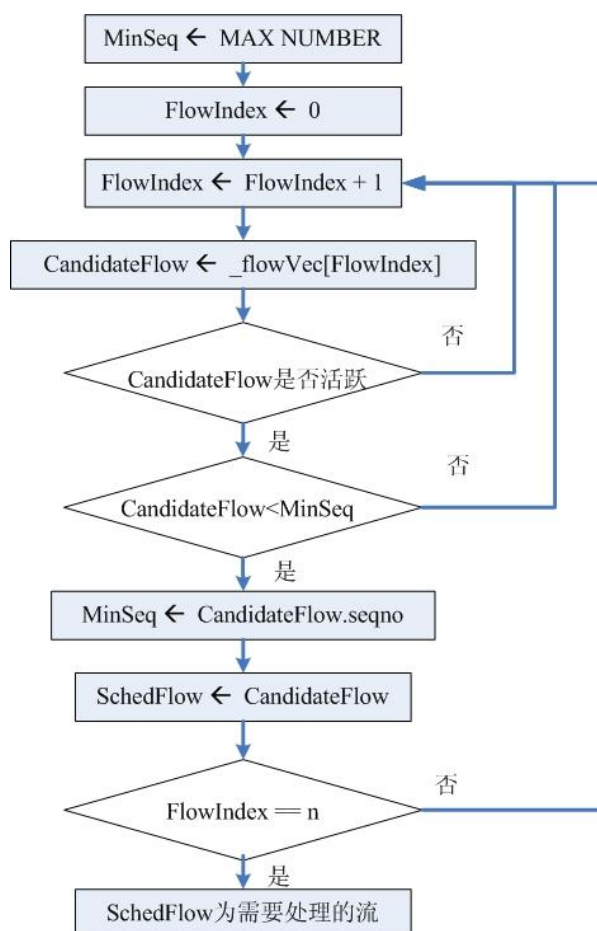 MinSeq ← MAX NUMBER
FlowIndex ← 0
FlowIndex ← FlowIndex + 1
CandidateFlow ← _flowVec[FlowIndex]
否
CandidateFlow是否活跃
是
否
CandidateFlow<MinSeq
是
MinSeq ← CandidateFlow.seqno
SchedFlow ← CandidateFlow
否
FlowIndex == n
是
SchedFlow为需要处理的流